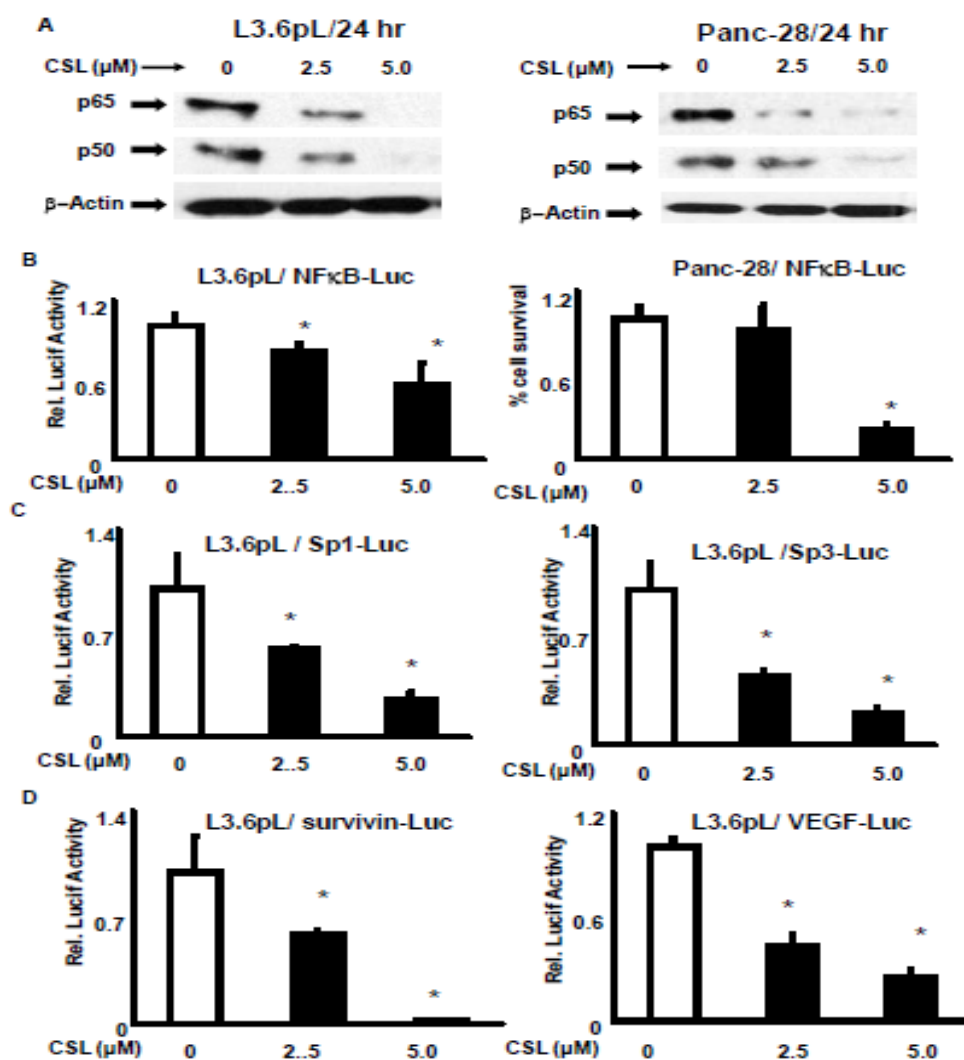 A
L3.6pL/24 hr
CSL (µM) 0 2.5 5.0
p65
p50
β-Actin
Panc-28/24 hr
CSL (µM) 0 2.5 5.0
p65
p50
β-Actin
B
L3.6pL/ NFκB-Luc
Rel. Lucif Activity
1.2
0.6
0
* *
CSL (µM) 0 2..5 5.0
Panc-28/ NFκB-Luc
% cell survival
1.2
0.6
0
*
0 2.5 5.0
C
L3.6pL / Sp1-Luc
Rel. Lucif Activity
1.4
0.7
0
* *
CSL (µM) 0 2..5 5.0
L3.6pL /Sp3-Luc
Rel. Lucif Activity
1.4
0.7
0
* *
CSL (µM) 0 2.5 5.0
D
L3.6pL/ survivin-Luc
Rel. Lucif Activity
1.4
0.7
0
* *
CSL (µM) 0 2..5 5.0
L3.6pL/ VEGF-Luc
Rel. Lucif Activity
1.2
0.6
0
* *
0 2.5 5.0